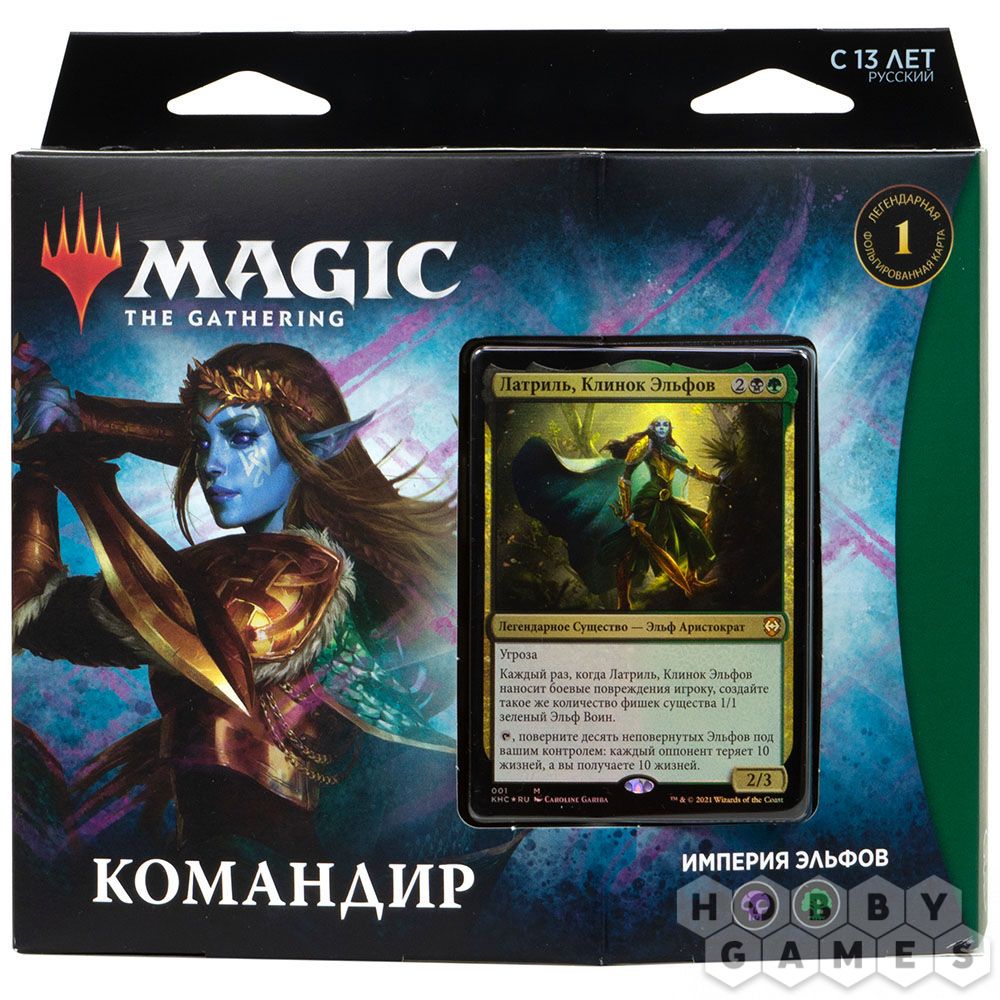 С 13 ЛЕТ
РУССКИЙ
ЛЕГЕНДАРНАЯ
1
ФОЛЬГИРОВАННАЯ КАРТА
MAGIC
THE GATHERING
Латриль, Клинок Эльфов 2
Легендарное Существо — Эльф Аристократ
Угроза
Каждый раз, когда Латриль, Клинок Эльфов
наносит боевые повреждения игроку, создайте
такое же количество фишек существа 1/1
зеленый Эльф Воин.
, поверните десять неповернутых Эльфов под
вашим контролем: каждый оппонент теряет 10
жизней, а вы получаете 10 жизней.
2/3
001 M
KHC★RU CAROLINE GARIBA
™ & © 2021 Wizards of the Coast
КОМАНДИР
ИМПЕРИЯ ЭЛЬФОВ
HOBBY
GAMES